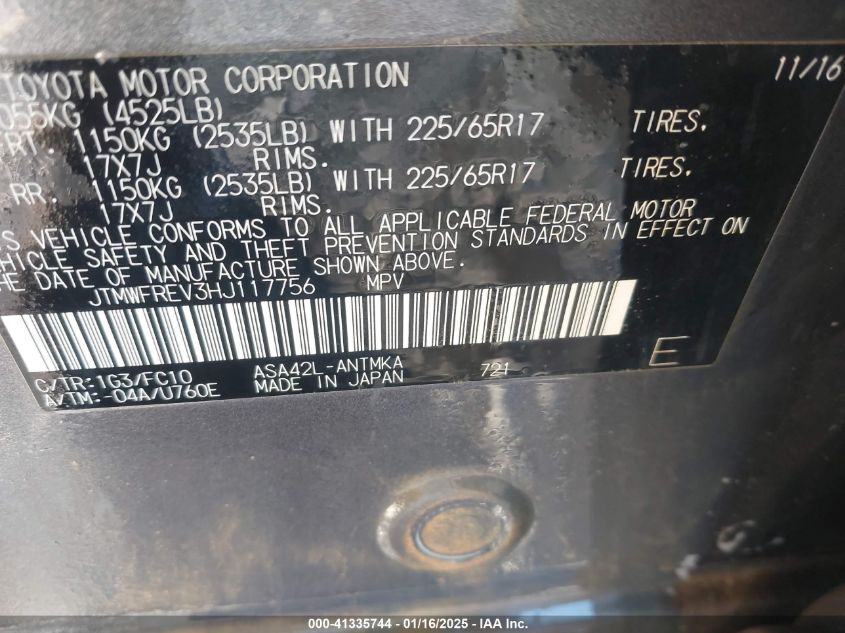 TOYOTA MOTOR CORPORATION 11/16
055KG (4525LB)
RT. 1150KG (2535LB) WITH 225/65R17 TIRES.
17X7J RIMS.
RR. 1150KG (2535LB) WITH 225/65R17 TIRES.
17X7J RIMS.
S VEHICLE CONFORMS TO ALL APPLICABLE FEDERAL MOTOR
HICLE SAFETY AND THEFT PREVENTION STANDARDS IN EFFECT ON
HE DATE OF MANUFACTURE SHOWN ABOVE.
JTMWFREV3HJ117756 MPV
C/TR:1G3/FC10 ASA42L-ANTMKA 721 E
A/TM:-04A/U760E MADE IN JAPAN
000-41335744 - 01/16/2025 - IAA Inc.